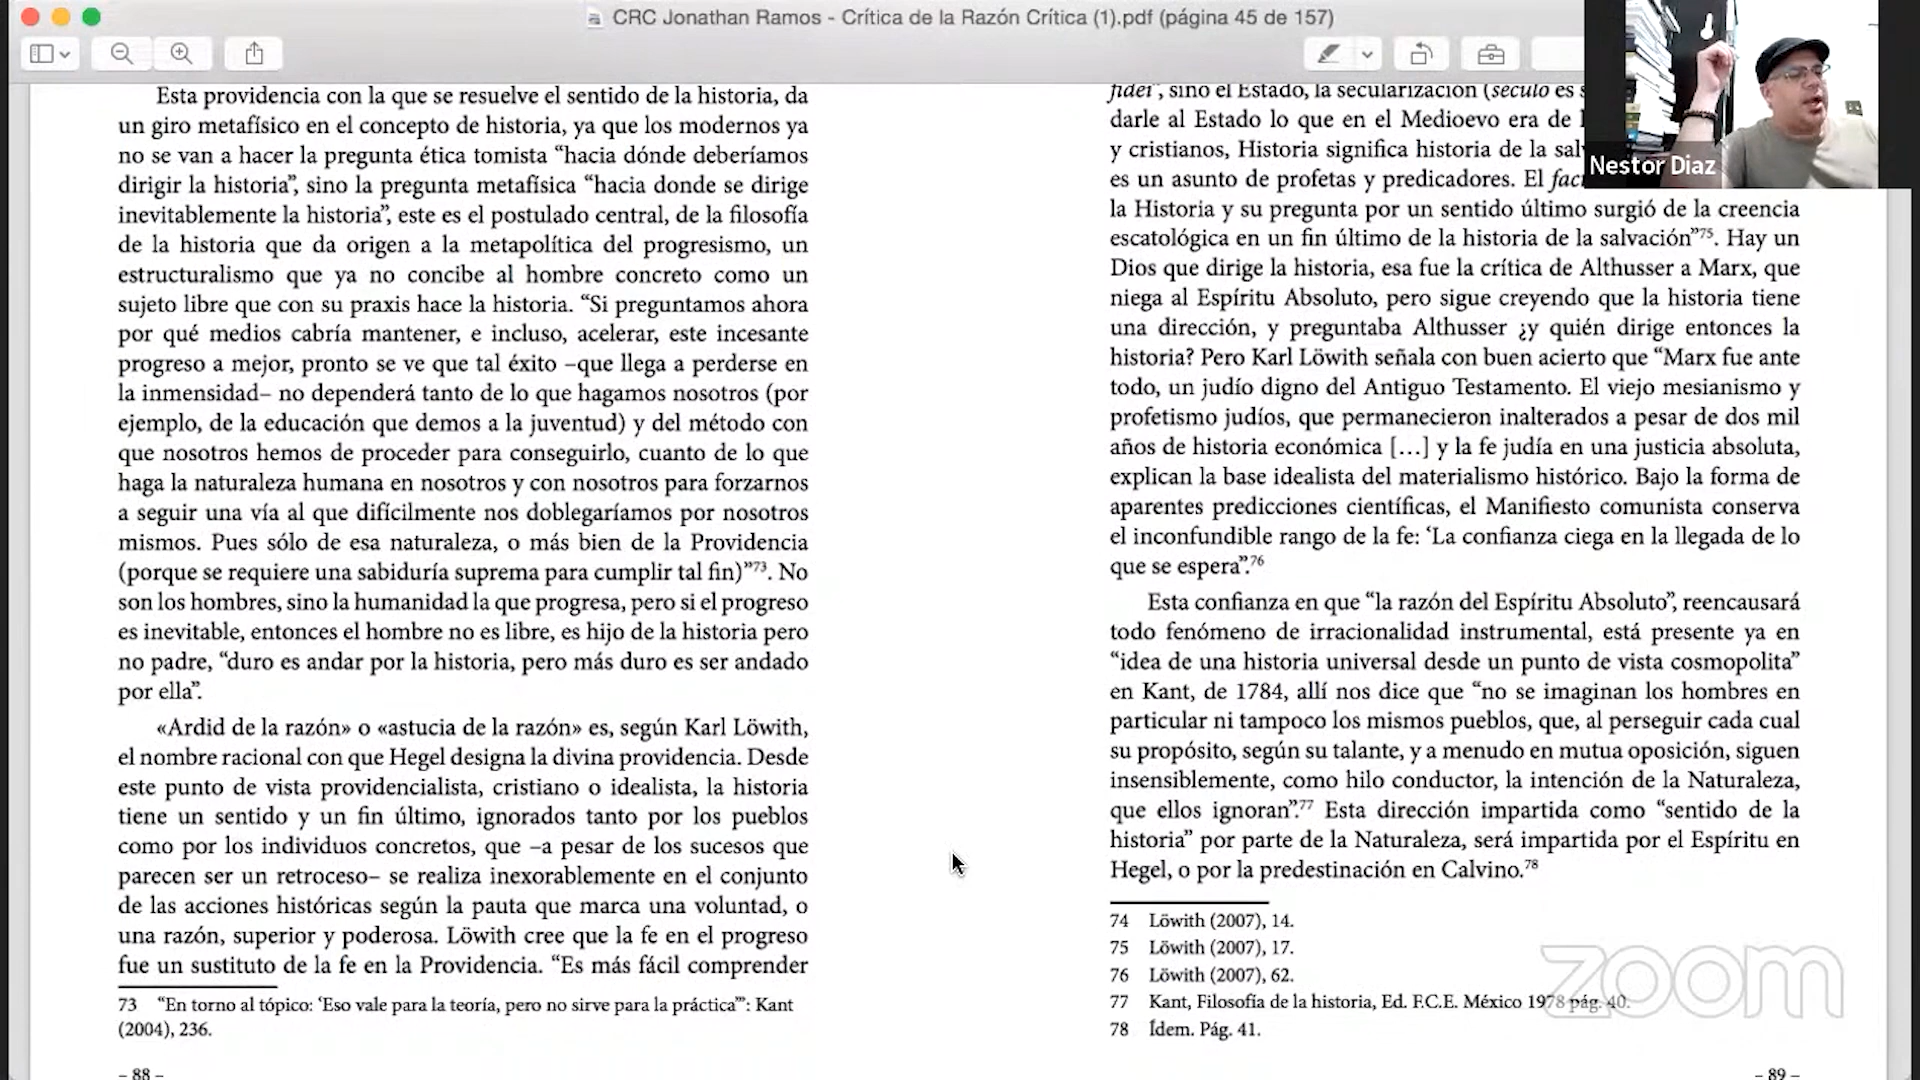 CRC Jonathan Ramos - Crítica de la Razón Crítica (1).pdf (página 45 de 157)
Esta providencia con la que se resuelve el sentido de la historia, da
un giro metafísico en el concepto de historia, ya que los modernos ya
no se van a hacer la pregunta ética tomista “hacia dónde deberíamos
dirigir la historia”, sino la pregunta metafísica “hacia donde se dirige
inevitablemente la historia”, este es el postulado central, de la filosofía
de la historia que da origen a la metapolítica del progresismo, un
estructuralismo que ya no concibe al hombre concreto como un
sujeto libre que con su praxis hace la historia. “Si preguntamos ahora
por qué medios cabría mantener, e incluso, acelerar, este incesante
progreso a mejor, pronto se ve que tal éxito –que llega a perderse en
la inmensidad– no dependerá tanto de lo que hagamos nosotros (por
ejemplo, de la educación que demos a la juventud) y del método con
que nosotros hemos de proceder para conseguirlo, cuanto de lo que
haga la naturaleza humana en nosotros y con nosotros para forzarnos
a seguir una vía al que difícilmente nos doblegaríamos por nosotros
mismos. Pues sólo de esa naturaleza, o más bien de la Providencia
(porque se requiere una sabiduría suprema para cumplir tal fin)”73. No
son los hombres, sino la humanidad la que progresa, pero si el progreso
es inevitable, entonces el hombre no es libre, es hijo de la historia pero
no padre, “duro es andar por la historia, pero más duro es ser andado
por ella”.
«Ardid de la razón» o «astucia de la razón» es, según Karl Löwith,
el nombre racional con que Hegel designa la divina providencia. Desde
este punto de vista providencialista, cristiano o idealista, la historia
tiene un sentido y un fin último, ignorados tanto por los pueblos
como por los individuos concretos, que –a pesar de los sucesos que
parecen ser un retroceso– se realiza inexorablemente en el conjunto
de las acciones históricas según la pauta que marca una voluntad, o
una razón, superior y poderosa. Löwith cree que la fe en el progreso
fue un sustituto de la fe en la Providencia. “Es más fácil comprender
73 “En torno al tópico: ‘Eso vale para la teoría, pero no sirve para la práctica’”: Kant
(2004), 236.
– 88 –
fidei”, sino el Estado, la secularización (século es
darle al Estado lo que en el Medioevo era de
y cristianos, Historia significa historia de la
es un asunto de profetas y predicadores. El
la Historia y su pregunta por un sentido último surgió de la creencia
escatológica en un fin último de la historia de la salvación”75. Hay un
Dios que dirige la historia, esa fue la crítica de Althusser a Marx, que
niega al Espíritu Absoluto, pero sigue creyendo que la historia tiene
una dirección, y preguntaba Althusser ¿y quién dirige entonces la
historia? Pero Karl Löwith señala con buen acierto que “Marx fue ante
todo, un judío digno del Antiguo Testamento. El viejo mesianismo y
profetismo judíos, que permanecieron inalterados a pesar de dos mil
años de historia económica […] y la fe judía en una justicia absoluta,
explican la base idealista del materialismo histórico. Bajo la forma de
aparentes predicciones científicas, el Manifiesto comunista conserva
el inconfundible rango de la fe: ‘La confianza ciega en la llegada de lo
que se espera”.76
Esta confianza en que “la razón del Espíritu Absoluto”, reencausará
todo fenómeno de irracionalidad instrumental, está presente ya en
“idea de una historia universal desde un punto de vista cosmopolita”
en Kant, de 1784, allí nos dice que “no se imaginan los hombres en
particular ni tampoco los mismos pueblos, que, al perseguir cada cual
su propósito, según su talante, y a menudo en mutua oposición, siguen
insensiblemente, como hilo conductor, la intención de la Naturaleza,
que ellos ignoran”.77 Esta dirección impartida como “sentido de la
historia” por parte de la Naturaleza, será impartida por el Espíritu en
Hegel, o por la predestinación en Calvino.78
74 Löwith (2007), 14.
75 Löwith (2007), 17.
76 Löwith (2007), 62.
77 Kant, Filosofía de la historia, Ed. F.C.E. México 1978 pág. 40.
78 Ídem. Pág. 41.
– 89 –
Nestor Diaz
zoom